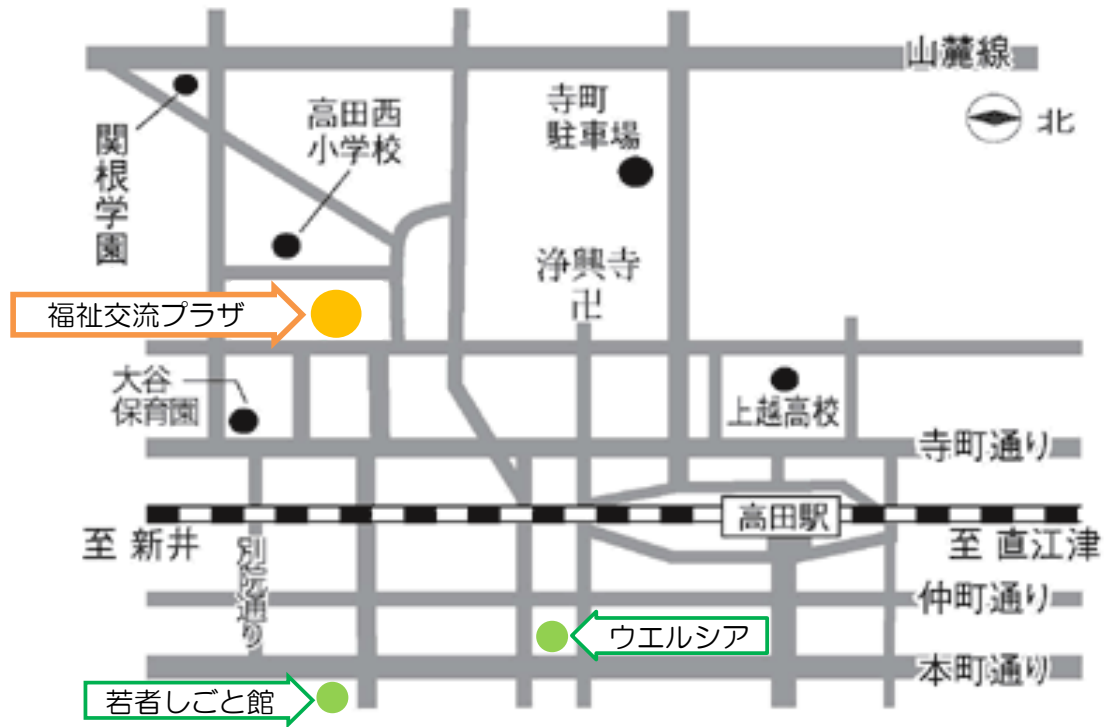 山麓線
北
関根学園
高田西
小学校
寺町
駐車場
浄興寺
卍
福祉交流プラザ
大谷
保育園
上越高校
寺町通り
高田駅
至 新井
至 直江津
別院通り
仲町通り
ウエルシア
本町通り
若者しごと館